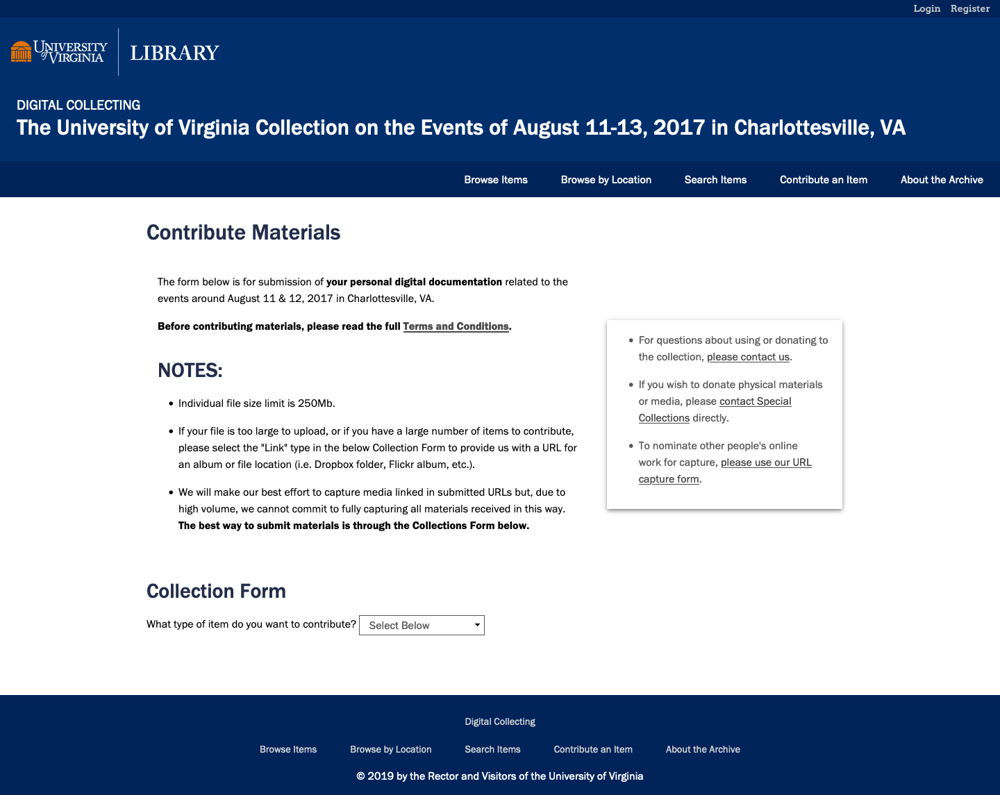 Login Register
UNIVERSITY of VIRGINIA LIBRARY
DIGITAL COLLECTING
The University of Virginia Collection on the Events of August 11-13, 2017 in Charlottesville, VA
Browse Items Browse by Location Search Items Contribute an Item About the Archive
Contribute Materials
The form below is for submission of your personal digital documentation related to the
events around August 11 & 12, 2017 in Charlottesville, VA.
Before contributing materials, please read the full Terms and Conditions.
NOTES:
• Individual file size limit is 250Mb.
• If your file is too large to upload, or if you have a large number of items to contribute,
please select the "Link" type in the below Collection Form to provide us with a URL for
an album or file location (i.e. Dropbox folder, Flickr album, etc.).
• We will make our best effort to capture media linked in submitted URLs but, due to
high volume, we cannot commit to fully capturing all materials received in this way.
The best way to submit materials is through the Collections Form below.
• For questions about using or donating to
the collection, please contact us.
• If you wish to donate physical materials
or media, please contact Special
Collections directly.
• To nominate other people's online
work for capture, please use our URL
capture form.
Collection Form
What type of item do you want to contribute? Select Below
Digital Collecting
Browse Items Browse by Location Search Items Contribute an Item About the Archive
© 2019 by the Rector and Visitors of the University of Virginia